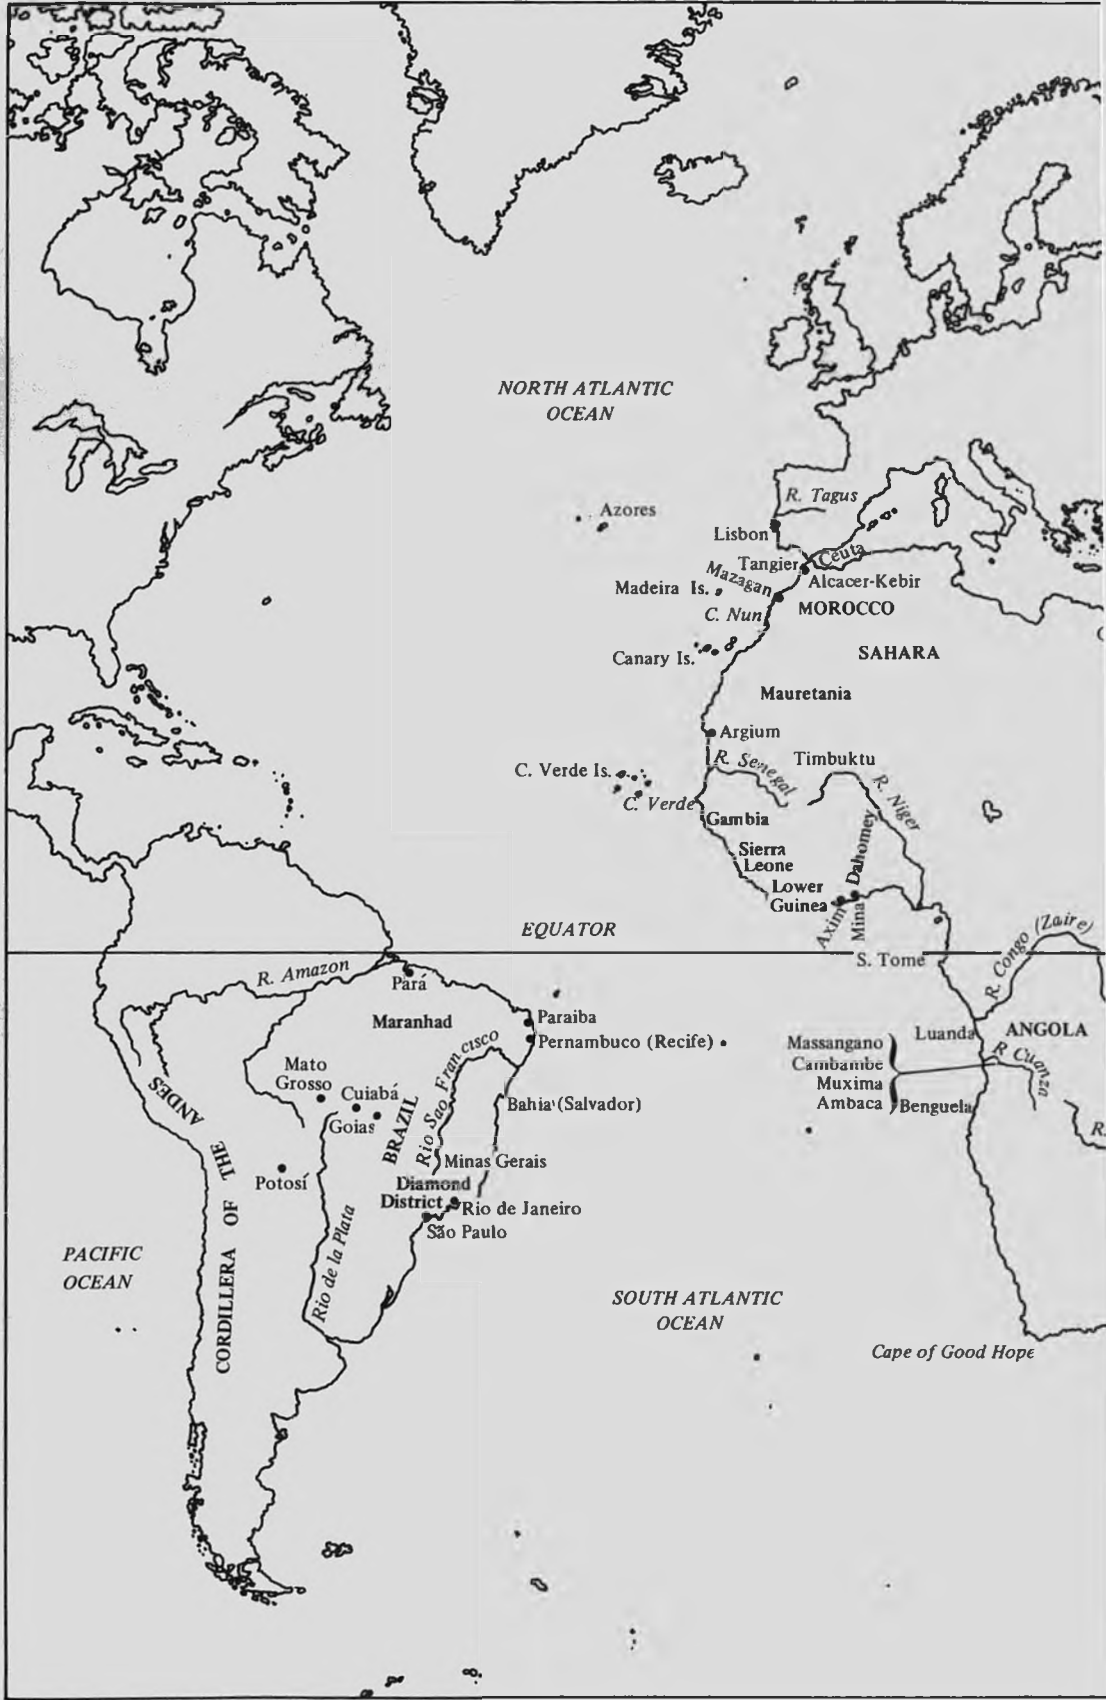 NORTH ATLANTIC
OCEAN
R. Tagus
Azores
Lisbon
Ceuta
Tangier
Alcacer-Kebir
Mazagan
Madeira Is.
MOROCCO
C. Nun
SAHARA
Canary Is.
Mauretania
Argium
R. Senegal
Timbuktu
C. Verde Is.
R. Niger
C. Verde
Gambia
Dahomey
Sierra
Leone
Lower
Guinea
Axim
Mina
EQUATOR
S. Tome
R. Congo (Zaire)
R. Amazon
Pará
Maranhad
Paraiba
Pernambuco (Recife)
Luanda
ANGOLA
Massangano
Cambambe
Muxima
Ambaca
R Cuanza
Benguela
R.
Mato
Grosso
Cuiabá
Goias
BRAZIL
Rio Sao Francisco
Bahia (Salvador)
Minas Gerais
Diamond
District
Rio de Janeiro
São Paulo
Potosí
CORDILLERA OF THE ANDES
Rio de la Plata
PACIFIC
OCEAN
SOUTH ATLANTIC
OCEAN
Cape of Good Hope